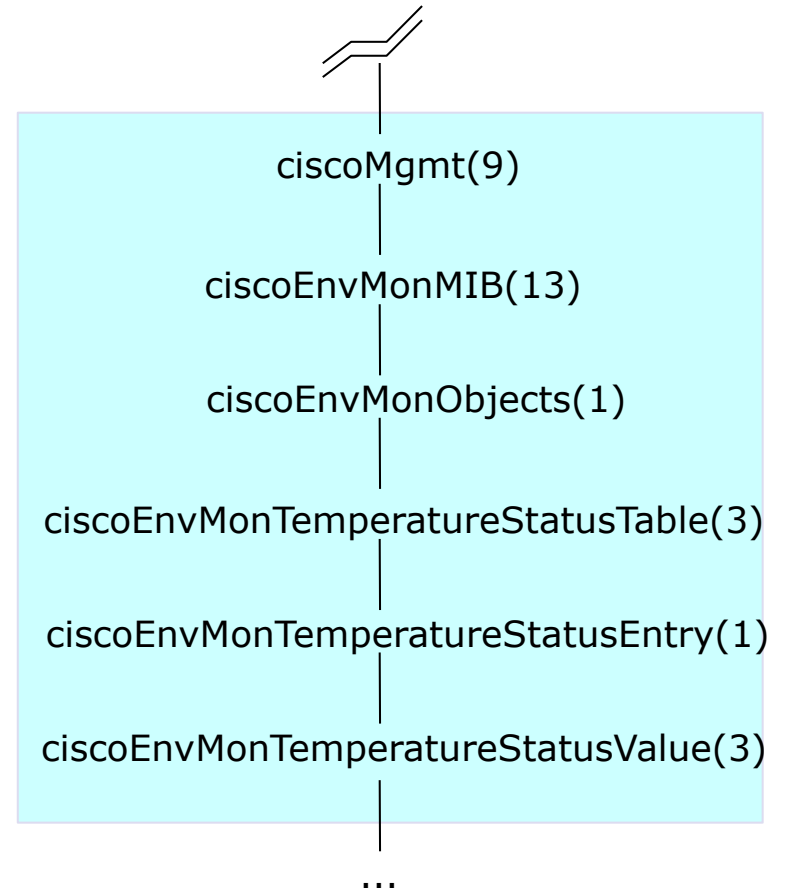 ciscoMgmt(9)
ciscoEnvMonMIB(13)
ciscoEnvMonObjects(1)
ciscoEnvMonTemperatureStatusTable(3)
ciscoEnvMonTemperatureStatusEntry(1)
ciscoEnvMonTemperatureStatusValue(3)
...